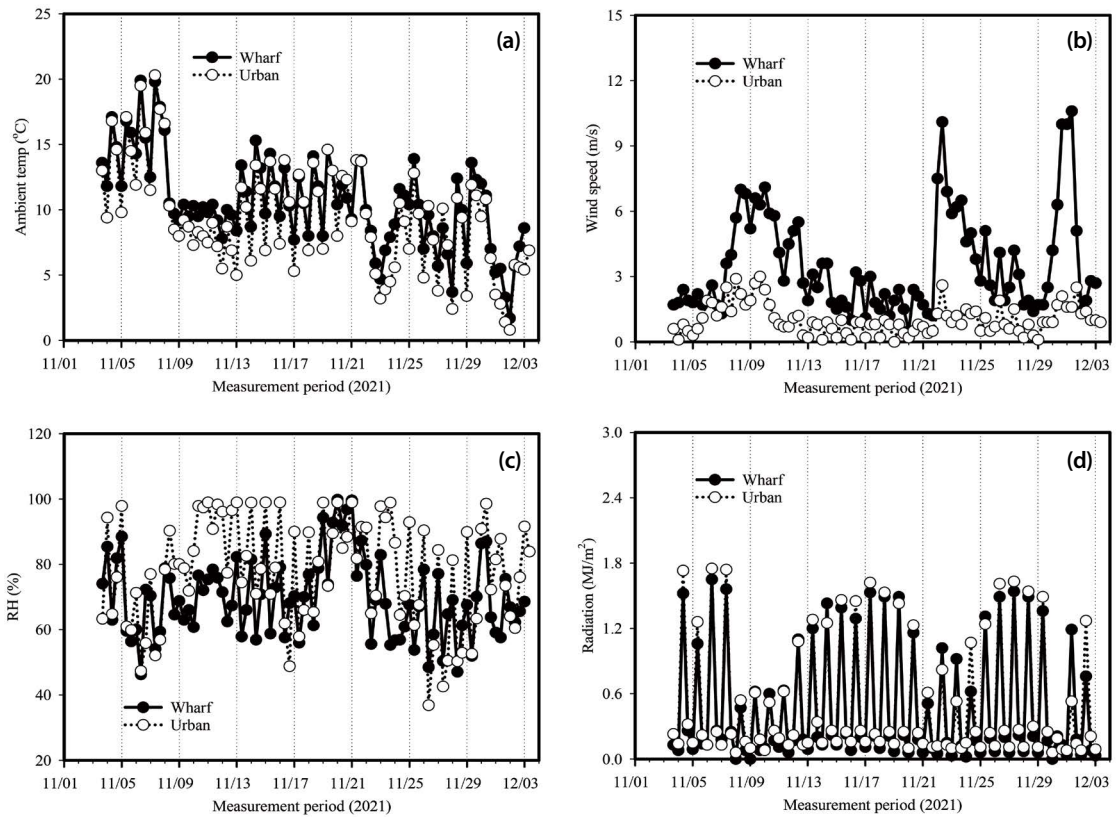 25
20
15
10
5
0
Ambient temp (°C)
(a)
Wharf
Urban
11/01 11/05 11/09 11/13 11/17 11/21 11/25 11/29 12/03
Measurement period (2021)
15
12
9
6
3
0
Wind speed (m/s)
(b)
Wharf
Urban
11/01 11/05 11/09 11/13 11/17 11/21 11/25 11/29 12/03
Measurement period (2021)
120
100
80
60
40
20
RH (%)
(c)
Wharf
Urban
11/01 11/05 11/09 11/13 11/17 11/21 11/25 11/29 12/03
Measurement period (2021)
3.0
2.4
1.8
1.2
0.6
0.0
Radiation (MJ/m²)
(d)
Wharf
Urban
11/01 11/05 11/09 11/13 11/17 11/21 11/25 11/29 12/03
Measurement period (2021)